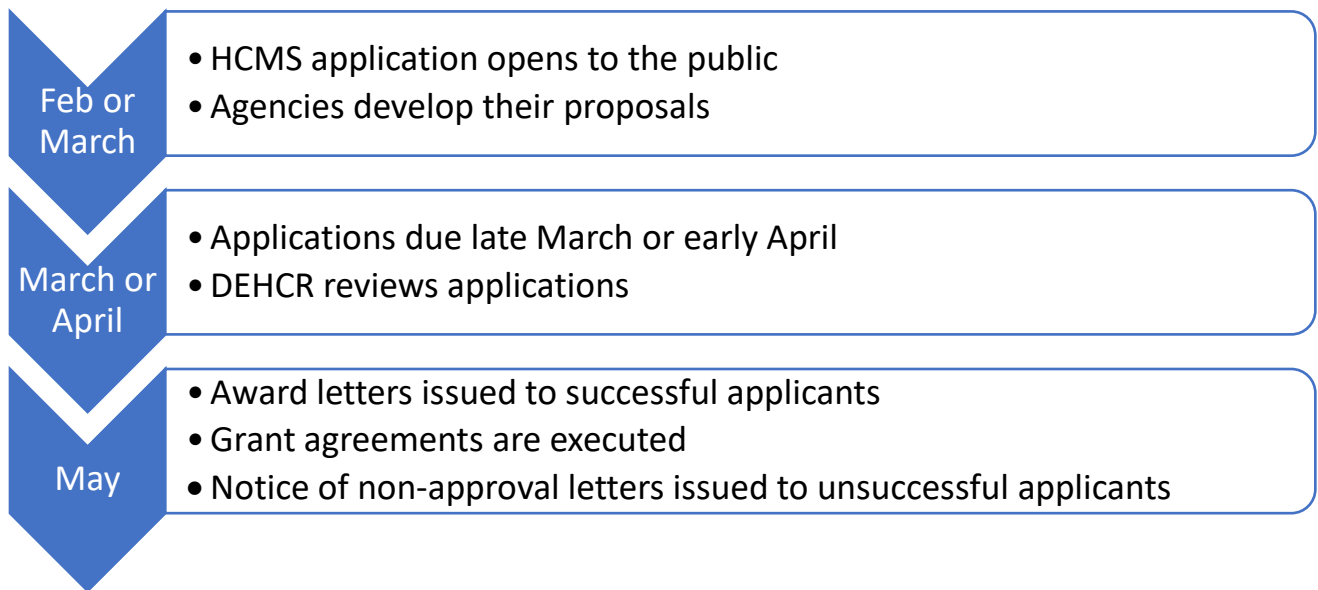 Feb or
March
• HCMS application opens to the public
• Agencies develop their proposals
March or
April
• Applications due late March or early April
• DEHCR reviews applications
May
• Award letters issued to successful applicants
• Grant agreements are executed
• Notice of non-approval letters issued to unsuccessful applicants